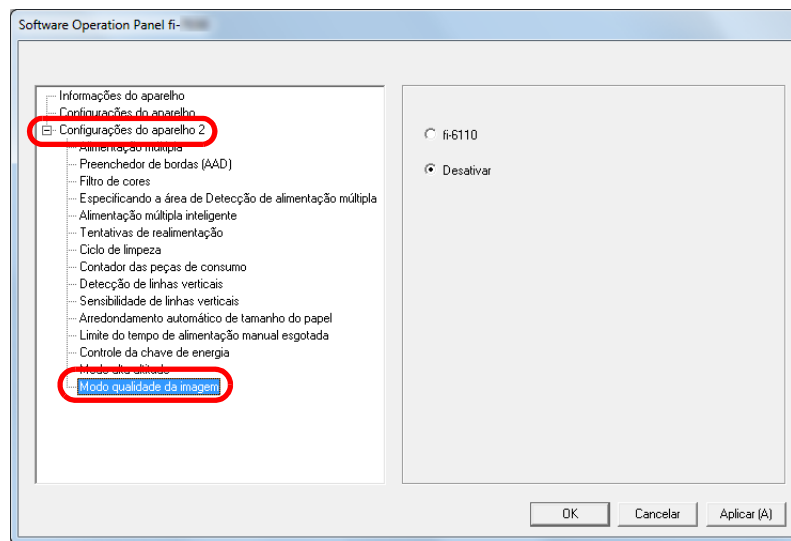 Software Operation Panel fi-
Informações do aparelho
Configurações do aparelho
Configurações do aparelho 2
Alimentação múltipla
Preenchedor de bordas (AAD)
Filtro de cores
Especificando a área de Detecção de alimentação múltipla
Alimentação múltipla inteligente
Tentativas de realimentação
Ciclo de limpeza
Contador das peças de consumo
Detecção de linhas verticais
Sensibilidade de linhas verticais
Arredondamento automático de tamanho do papel
Limite do tempo de alimentação manual esgotada
Controle da chave de energia
Modo alta altitude
Modo qualidade da imagem
fi-6110
Desativar
OK
Cancelar
Aplicar (A)